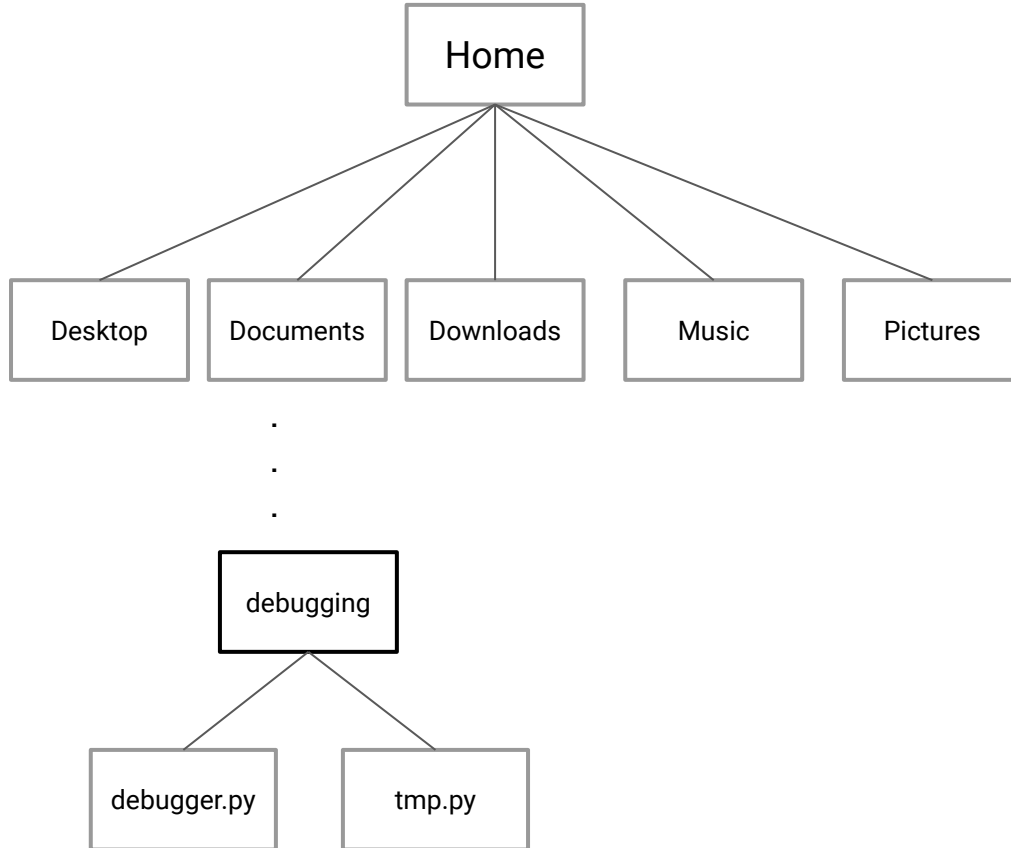 Home
Desktop
Documents
Downloads
Music
Pictures
.
.
.
debugging
debugger.py
tmp.py